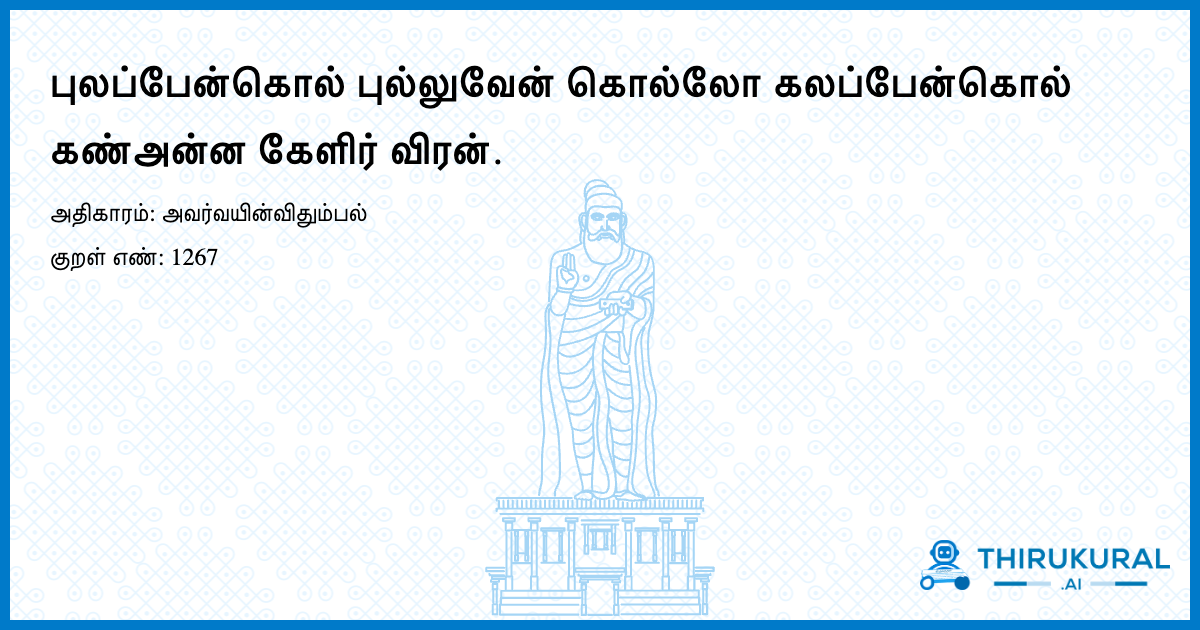 புலப்பேன்கொல் புல்லுவேன் கொல்லோ கலப்பேன்கொல்
கண்அன்ன கேளிர் விரன்.
அதிகாரம்: அவர்வயின்விதும்பல்
குறள் எண்: 1267
THIRUKURAL
.AI